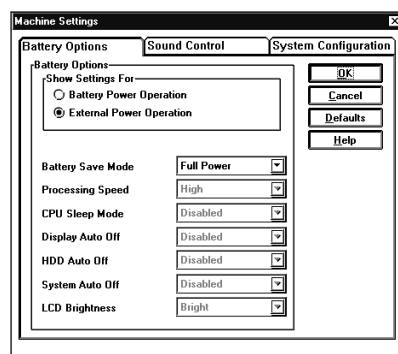 Machine Settings
Battery Options Sound Control System Configuration
Battery Options
Show Settings For
Battery Power Operation
External Power Operation
OK
Cancel
Defaults
Help
Battery Save Mode Full Power
Processing Speed High
CPU Sleep Mode Disabled
Display Auto Off Disabled
HDD Auto Off Disabled
System Auto Off Disabled
LCD Brightness Bright